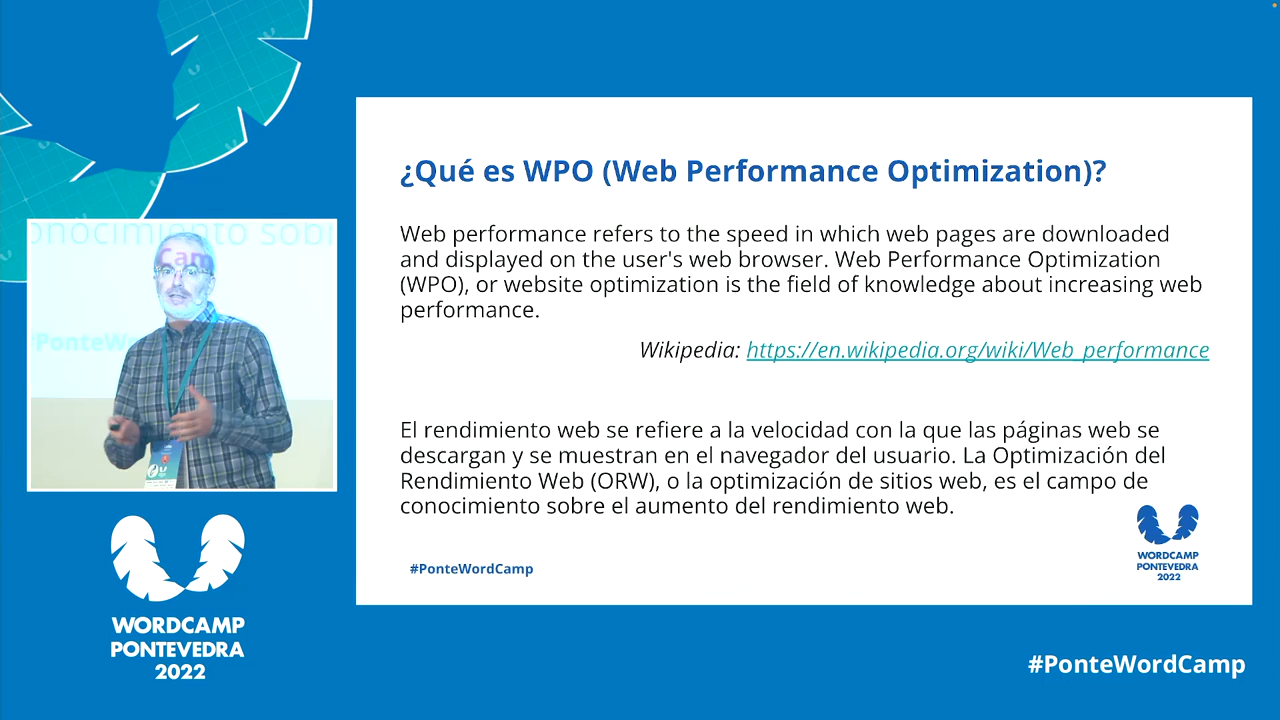 ¿Qué es WPO (Web Performance Optimization)?
Web performance refers to the speed in which web pages are downloaded
and displayed on the user's web browser. Web Performance Optimization
(WPO), or website optimization is the field of knowledge about increasing web
performance.
Wikipedia: https://en.wikipedia.org/wiki/Web_performance
El rendimiento web se refiere a la velocidad con la que las páginas web se
descargan y se muestran en el navegador del usuario. La Optimización del
Rendimiento Web (ORW), o la optimización de sitios web, es el campo de
conocimiento sobre el aumento del rendimiento web.
#PonteWordCamp
WORDCAMP
PONTEVEDRA
2022
onocimiento sobr
Cam
#PonteWo
WORDCAMP
PONTEVEDRA
2022
#PonteWordCamp